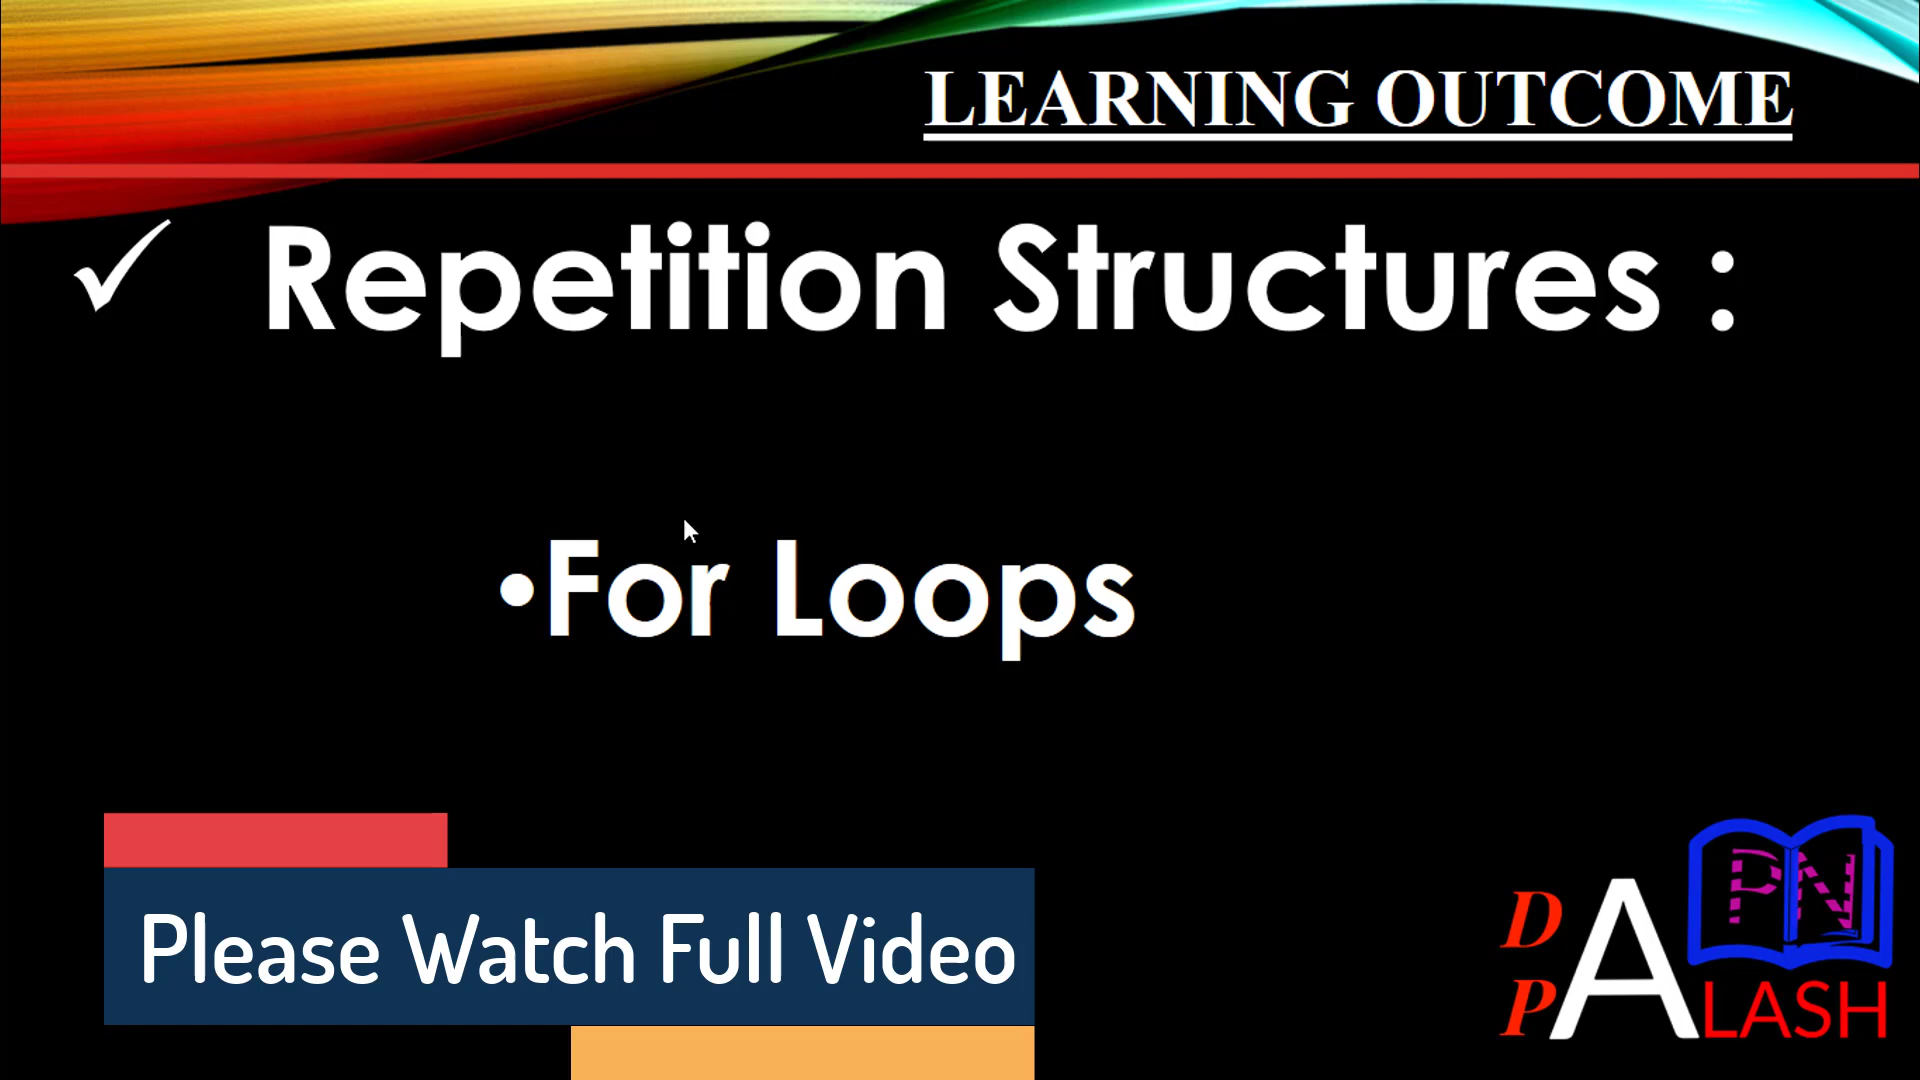 LEARNING OUTCOME
✓ Repetition Structures :
•For Loops
Please Watch Full Video
PN
D
P
A
LASH